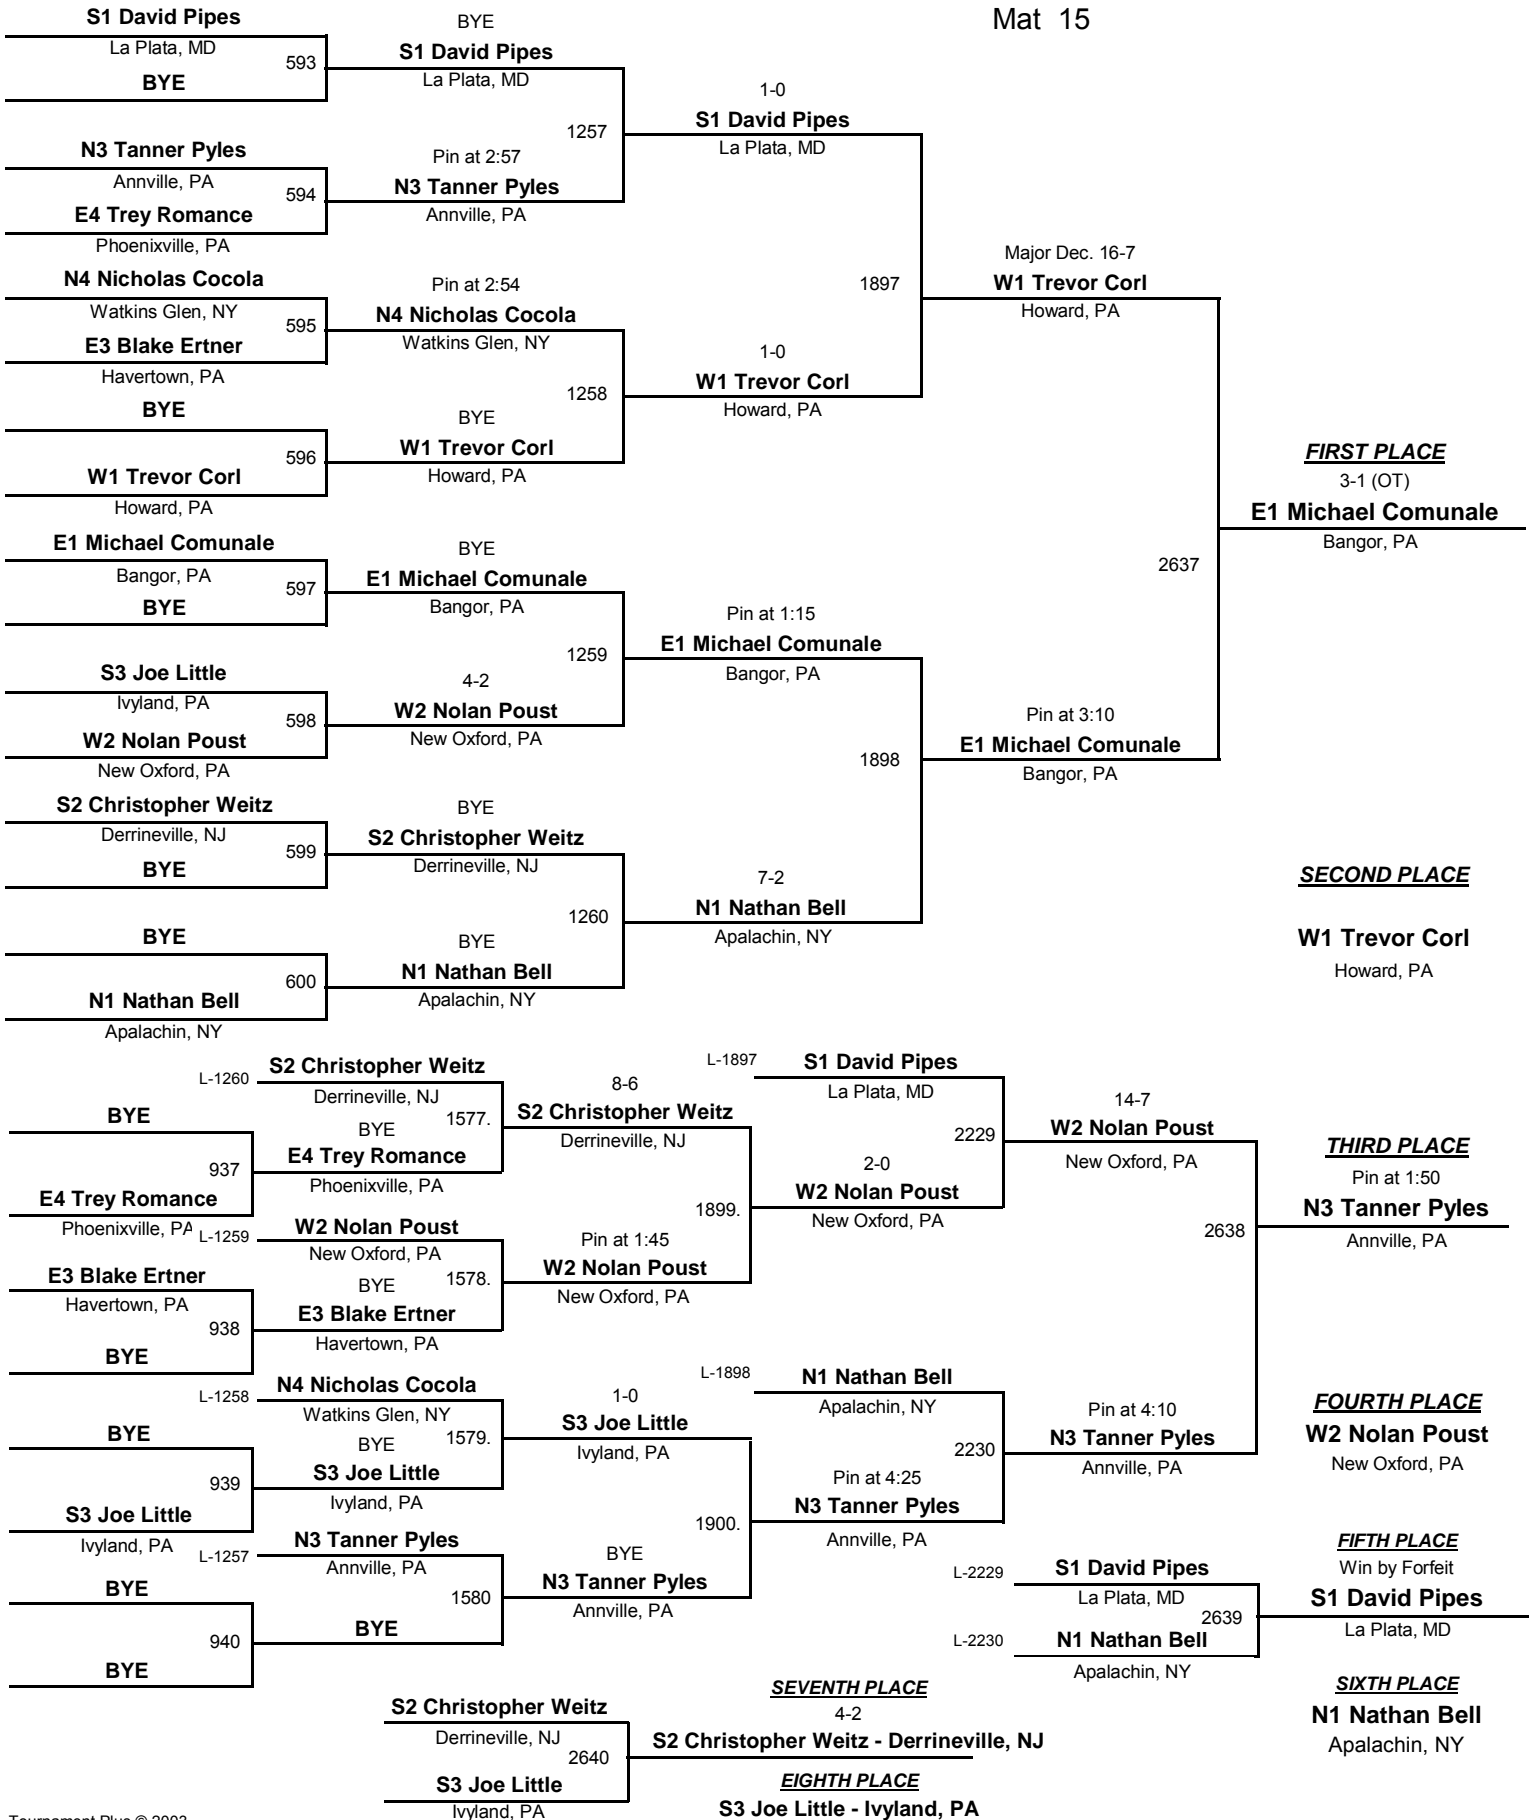 Mat 15
S1 David Pipes
La Plata, MD
593
BYE
N3 Tanner Pyles
Annville, PA
594
E4 Trey Romance
Phoenixville, PA
N4 Nicholas Cocola
Watkins Glen, NY
595
E3 Blake Ertner
Havertown, PA
BYE
596
W1 Trevor Corl
Howard, PA
E1 Michael Comunale
Bangor, PA
597
BYE
S3 Joe Little
Ivyland, PA
598
W2 Nolan Poust
New Oxford, PA
S2 Christopher Weitz
Derrineville, NJ
599
BYE
BYE
600
N1 Nathan Bell
Apalachin, NY
BYE
S1 David Pipes
La Plata, MD
1257
Pin at 2:57
N3 Tanner Pyles
Annville, PA
Pin at 2:54
N4 Nicholas Cocola
Watkins Glen, NY
1258
BYE
W1 Trevor Corl
Howard, PA
BYE
E1 Michael Comunale
Bangor, PA
1259
4-2
W2 Nolan Poust
New Oxford, PA
BYE
S2 Christopher Weitz
Derrineville, NJ
1260
BYE
N1 Nathan Bell
Apalachin, NY
1-0
S1 David Pipes
La Plata, MD
1897
1-0
W1 Trevor Corl
Howard, PA
Pin at 1:15
E1 Michael Comunale
Bangor, PA
1898
7-2
N1 Nathan Bell
Apalachin, NY
Major Dec. 16-7
W1 Trevor Corl
Howard, PA
2637
Pin at 3:10
E1 Michael Comunale
Bangor, PA
FIRST PLACE
3-1 (OT)
E1 Michael Comunale
Bangor, PA
SECOND PLACE
W1 Trevor Corl
Howard, PA
BYE
937
E4 Trey Romance
Phoenixville, PA
E3 Blake Ertner
Havertown, PA
938
BYE
BYE
939
S3 Joe Little
Ivyland, PA
BYE
940
BYE
L-1260
S2 Christopher Weitz
Derrineville, NJ
1577.
BYE
E4 Trey Romance
Phoenixville, PA
L-1259
W2 Nolan Poust
New Oxford, PA
1578.
BYE
E3 Blake Ertner
Havertown, PA
L-1258
N4 Nicholas Cocola
Watkins Glen, NY
1579.
BYE
S3 Joe Little
Ivyland, PA
L-1257
N3 Tanner Pyles
Annville, PA
1580
BYE
8-6
S2 Christopher Weitz
Derrineville, NJ
1899.
Pin at 1:45
W2 Nolan Poust
New Oxford, PA
1-0
S3 Joe Little
Ivyland, PA
1900.
BYE
N3 Tanner Pyles
Annville, PA
L-1897
S1 David Pipes
La Plata, MD
2229
2-0
W2 Nolan Poust
New Oxford, PA
L-1898
N1 Nathan Bell
Apalachin, NY
2230
Pin at 4:25
N3 Tanner Pyles
Annville, PA
14-7
W2 Nolan Poust
New Oxford, PA
2638
Pin at 4:10
N3 Tanner Pyles
Annville, PA
THIRD PLACE
Pin at 1:50
N3 Tanner Pyles
Annville, PA
FOURTH PLACE
W2 Nolan Poust
New Oxford, PA
L-2229
S1 David Pipes
La Plata, MD
2639
L-2230
N1 Nathan Bell
Apalachin, NY
FIFTH PLACE
Win by Forfeit
S1 David Pipes
La Plata, MD
SIXTH PLACE
N1 Nathan Bell
Apalachin, NY
S2 Christopher Weitz
Derrineville, NJ
2640
S3 Joe Little
Ivyland, PA
SEVENTH PLACE
4-2
S2 Christopher Weitz - Derrineville, NJ
EIGHTH PLACE
S3 Joe Little - Ivyland, PA
Tournament Plus © 2003